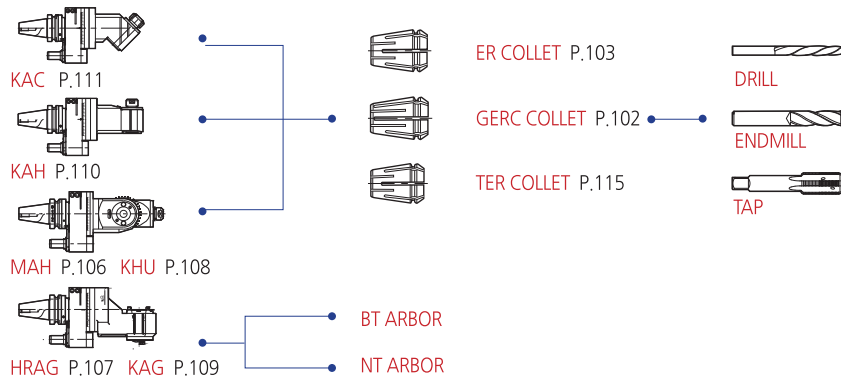 KAC P.111
KAH P.110
MAH P.106 KHU P.108
HRAG P.107 KAG P.109
ER COLLET P.103
GERC COLLET P.102
TER COLLET P.115
BT ARBOR
NT ARBOR
DRILL
ENDMILL
TAP